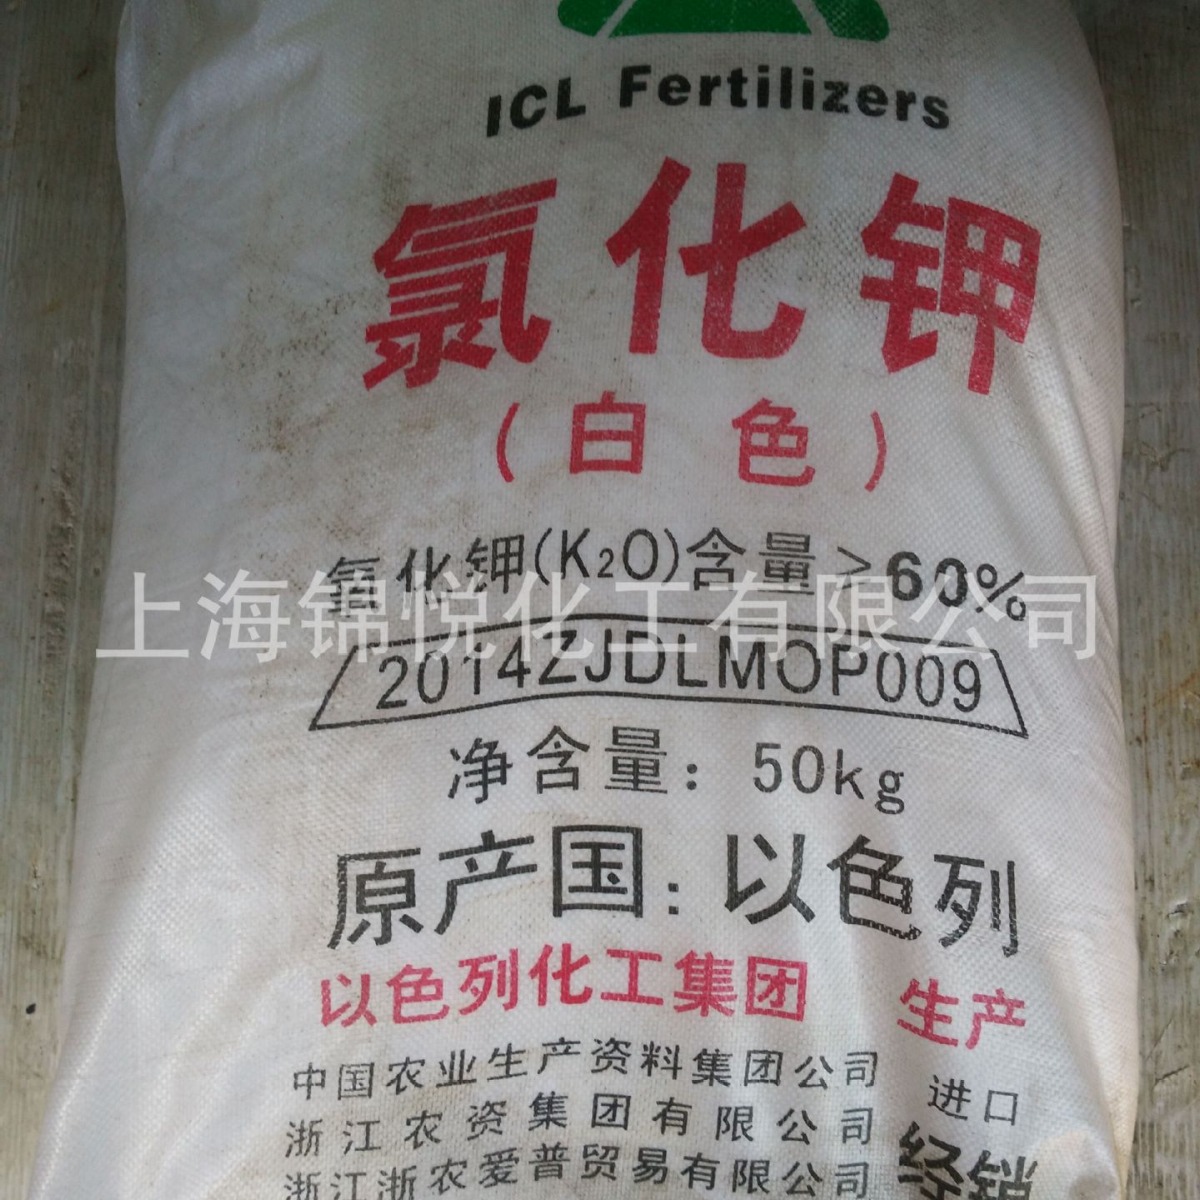 ICL Fertilizers
氯化钾
(白色)
氧化钾(K₂O)含量≥60%
上海锦悦化工有限公司
2014ZJDLMOP009
净含量：50kg
原产国：以色列
以色列化工集团 生产
中国农业生产资料集团公司 进口
浙江农资集团有限公司
浙江浙农爱普贸易有限公司 经销